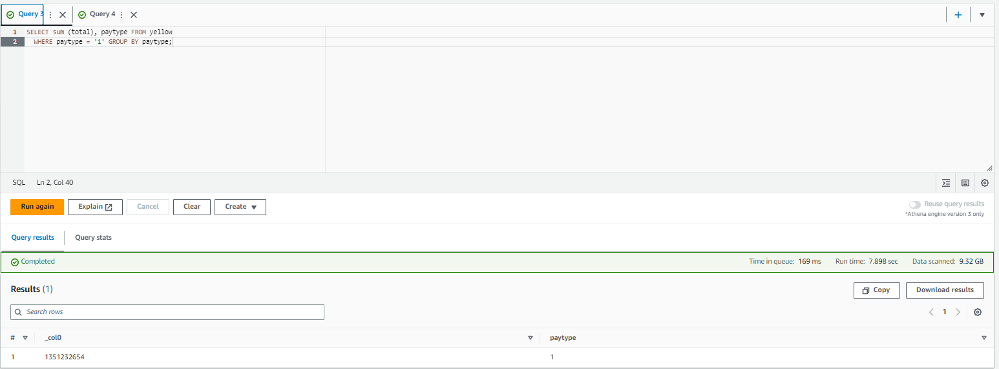 Query 3
Query 4
1 SELECT sum (total), paytype FROM yellow
2 WHERE paytype = '1' GROUP BY paytype;
SQL Ln 2, Col 40
Run again Explain Cancel Clear Create
Reuse query results
*Athena engine version 3 only
Query results Query stats
Completed Time in queue: 169 ms Run time: 7.898 sec Data scanned: 9.32 GB
Results (1) Copy Download results
Search rows 1
# _col0 paytype
1 1351232654 1